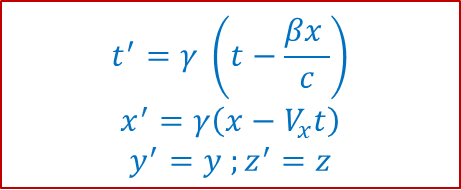 t′ = γ (t − βx/c)
x′ = γ(x − Vₓt)
y′ = y ; z′ = z